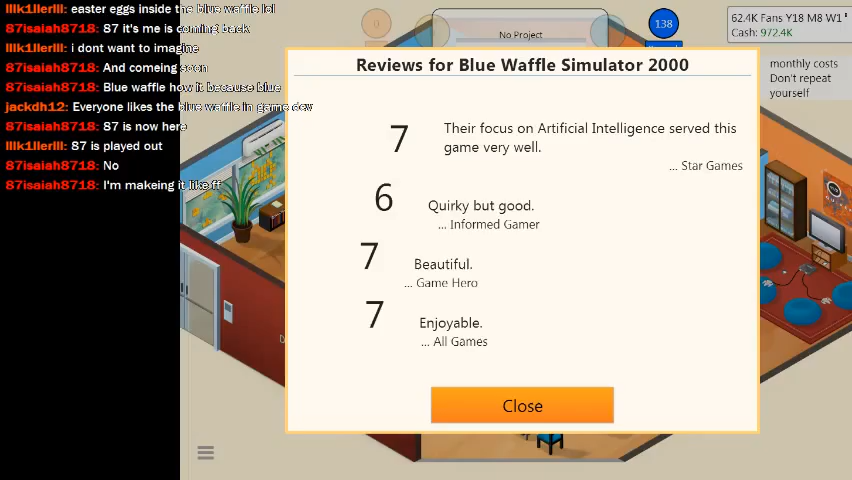 lllk1llerlll: easter eggs inside the blue waffle lol
87isaiah8718: 87 it's me is coming back
lllk1llerlll: i dont want to imagine
87isaiah8718: And comeing soon
87isaiah8718: Blue waffle how it because blue
jackdh12: Everyone likes the blue waffle in game dev
87isaiah8718: 87 is now here
lllk1llerlll: 87 is played out
87isaiah8718: No
87isaiah8718: I'm makeing it like ff
0
No Project
138
62.4K Fans Y18 M8 W1
Cash: 972.4K
monthly costs
Don't repeat
yourself
Reviews for Blue Waffle Simulator 2000
7
Their focus on Artificial Intelligence served this
game very well.
... Star Games
6
Quirky but good.
... Informed Gamer
7
Beautiful.
... Game Hero
7
Enjoyable.
... All Games
Close